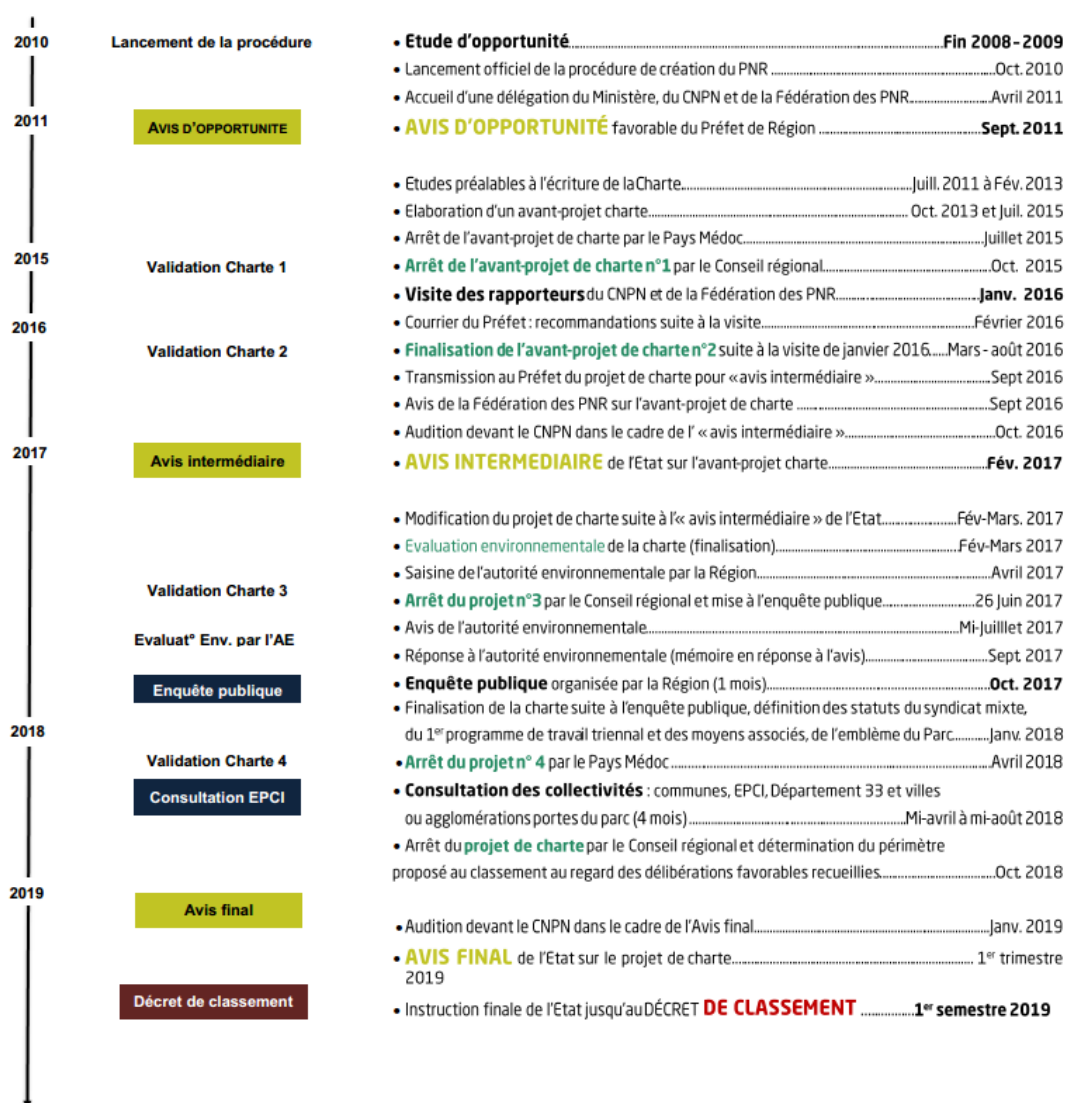 2010 Lancement de la procédure • Etude d'opportunité Fin 2008-2009
• Lancement officiel de la procédure de création du PNR Oct. 2010
• Accueil d'une délégation du Ministère, du CNPN et de la Fédération des PNR Avril 2011
2011 AVIS D'OPPORTUNITE • AVIS D'OPPORTUNITÉ favorable du Préfet de Région Sept. 2011
• Etudes préalables à l'écriture de laCharte Juill. 2011 à Fév. 2013
• Elaboration d'un avant-projet charte Oct. 2013 et Juil. 2015
• Arrêt de l'avant-projet de charte par le Pays Médoc Juillet 2015
2015 Validation Charte 1 • Arrêt de l'avant-projet de charte n°1 par le Conseil régional Oct. 2015
• Visite des rapporteurs du CNPN et de la Fédération des PNR Janv. 2016
2016 • Courrier du Préfet : recommandations suite à la visite Février 2016
Validation Charte 2 • Finalisation de l'avant-projet de charte n°2 suite à la visite de janvier 2016 Mars - août 2016
• Transmission au Préfet du projet de charte pour «avis intermédiaire » Sept 2016
• Avis de la Fédération des PNR sur l'avant-projet de charte Sept 2016
• Audition devant le CNPN dans le cadre de l' « avis intermédiaire » Oct. 2016
2017 Avis intermédiaire • AVIS INTERMEDIAIRE de l'Etat sur l'avant-projet charte Fév. 2017
• Modification du projet de charte suite à l'« avis intermédiaire » de l'Etat Fév-Mars. 2017
• Evaluation environnementale de la charte (finalisation) Fév-Mars 2017
• Saisine de l'autorité environnementale par la Région Avril 2017
Validation Charte 3 • Arrêt du projet n°3 par le Conseil régional et mise à l'enquête publique 26 Juin 2017
Evaluat° Env. par l'AE • Avis de l'autorité environnementale Mi-Juilllet 2017
• Réponse à l'autorité environnementale (mémoire en réponse à l'avis) Sept. 2017
Enquête publique • Enquête publique organisée par la Région (1 mois) Oct. 2017
• Finalisation de la charte suite à l'enquête publique, définition des statuts du syndicat mixte,
2018 du 1er programme de travail triennal et des moyens associés, de l'emblème du Parc Janv. 2018
Validation Charte 4 • Arrêt du projet n° 4 par le Pays Médoc Avril 2018
Consultation EPCI • Consultation des collectivités : communes, EPCI, Département 33 et villes
ou agglomérations portes du parc (4 mois) Mi-avril à mi-août 2018
• Arrêt du projet de charte par le Conseil régional et détermination du périmètre
proposé au classement au regard des délibérations favorables recueillies Oct. 2018
2019
Avis final • Audition devant le CNPN dans le cadre de l'Avis final Janv. 2019
• AVIS FINAL de l'Etat sur le projet de charte 1er trimestre
2019
Décret de classement • Instruction finale de l'Etat jusqu'au DÉCRET DE CLASSEMENT 1er semestre 2019